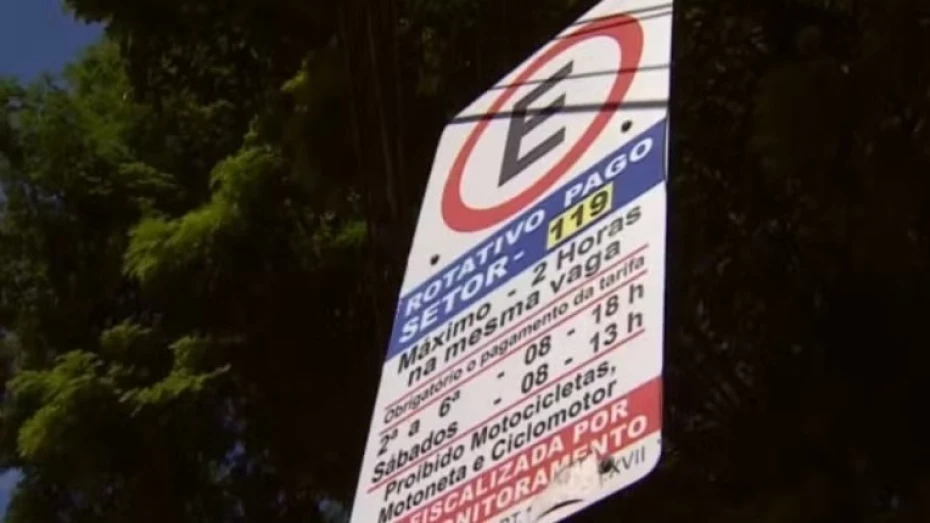 E
ROTATIVO PAGO
SETOR - 119
Máximo - 2 Horas
na mesma vaga
Obrigatório o pagamento da tarifa
2ª a 6ª - 08 - 18 h
Sábados - 08 - 13 h
Proibido Motocicletas,
Motoneta e Ciclomotor
FISCALIZADA POR
MONITORAMENTO